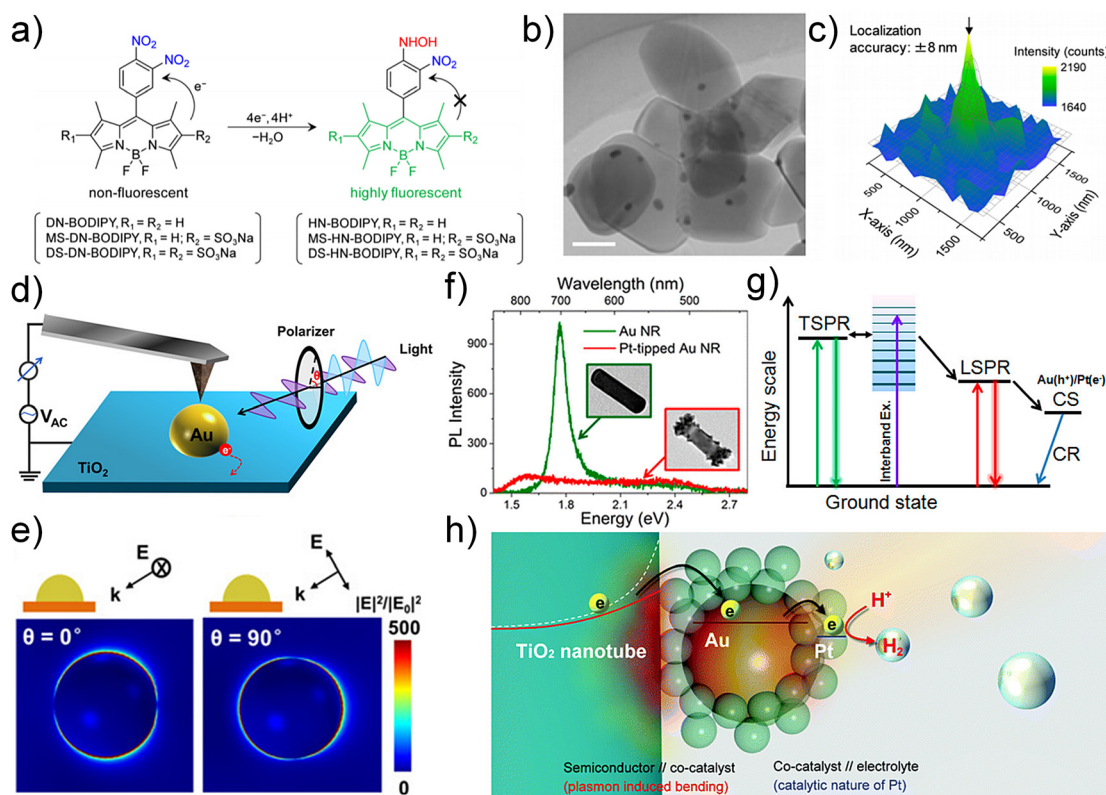 a)
NO₂
NO₂
e⁻
R₁
R₂
N
N
B
F
F
non-fluorescent
4e⁻, 4H⁺
−H₂O
NHOH
NO₂
R₁
R₂
N
N
B
F
F
highly fluorescent
DN-BODIPY, R₁ = R₂ = H
MS-DN-BODIPY, R₁ = H; R₂ = SO₃Na
DS-DN-BODIPY, R₁ = R₂ = SO₃Na
HN-BODIPY, R₁ = R₂ = H
MS-HN-BODIPY, R₁ = H; R₂ = SO₃Na
DS-HN-BODIPY, R₁ = R₂ = SO₃Na
b)
c)
Localization
accuracy: ±8 nm
Intensity (counts)
2190
1640
500
1000
1500
X-axis (nm)
500
1000
1500
Y-axis (nm)
d)
Polarizer
Light
θ
V_AC
Au
e⁻
TiO₂
e)
E
k
E
k
|E|²/|E₀|²
500
0
θ = 0°
θ = 90°
f)
Wavelength (nm)
800 700 600 500
Au NR
Pt-tipped Au NR
PL Intensity
900
600
300
0
1.5 1.8 2.1 2.4 2.7
Energy (eV)
g)
Energy scale
TSPR
Interband Ex.
LSPR
Au(h⁺)/Pt(e⁻)
CS
CR
Ground state
h)
e
e
e
TiO₂ nanotube
Au
Pt
H⁺
H₂
Semiconductor // co-catalyst
(plasmon induced bending)
Co-catalyst // electrolyte
(catalytic nature of Pt)